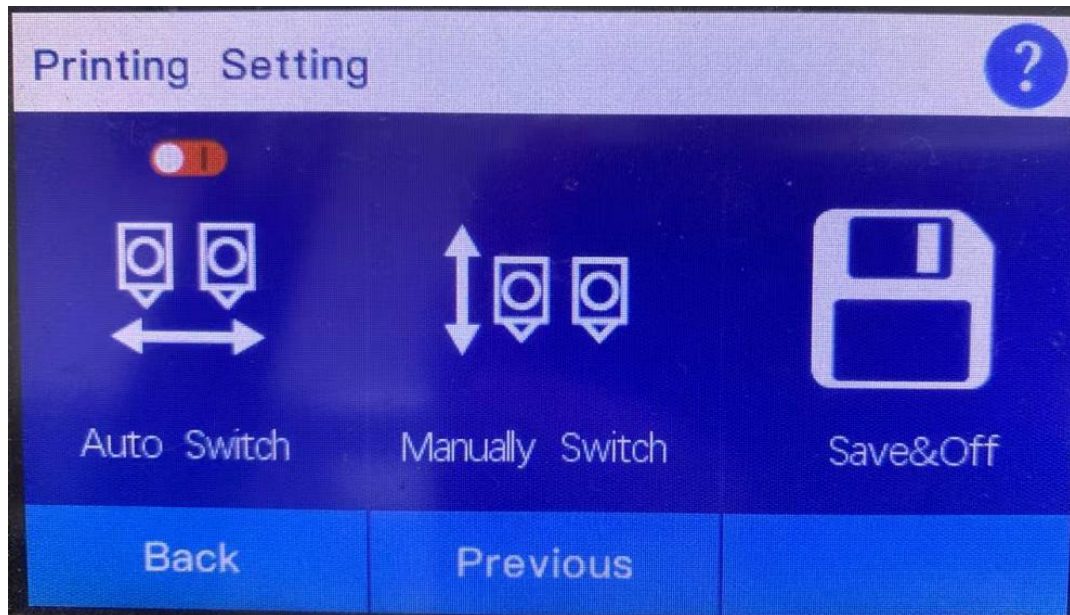 Printing Setting
?
Auto Switch
Manually Switch
Save&Off
Back
Previous